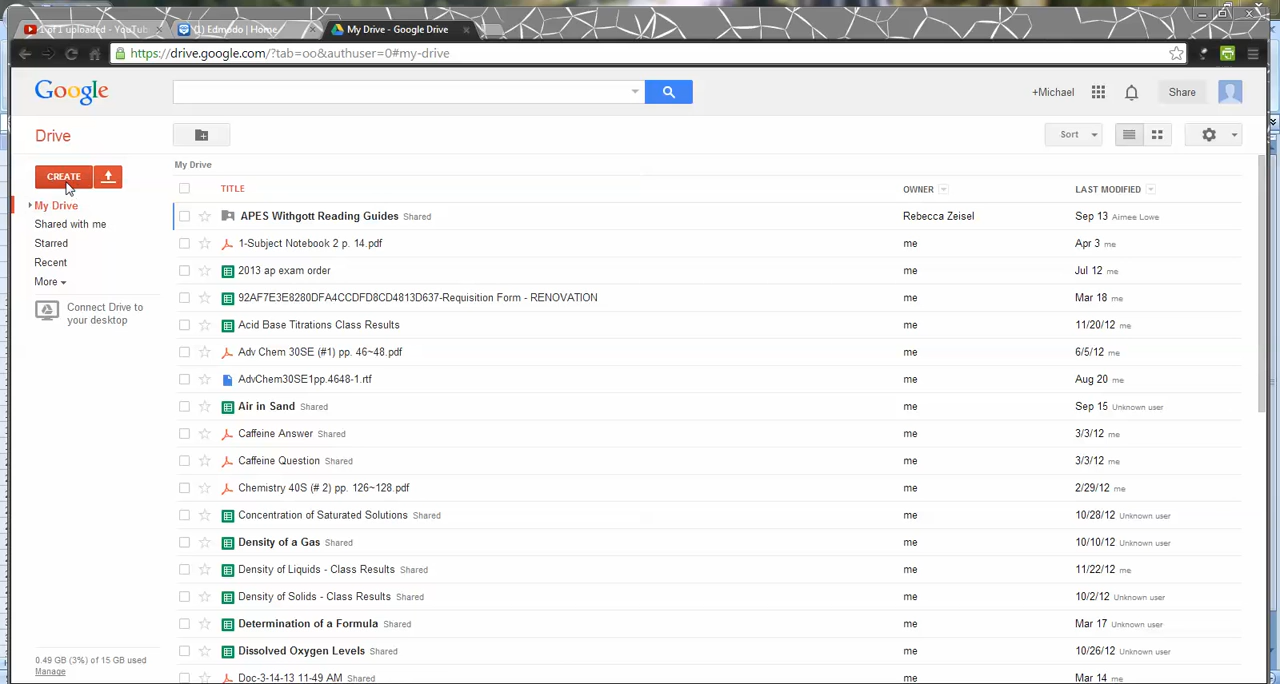 1 of 1 uploaded - YouTube
(1) Edmodo | Home
My Drive - Google Drive
https://drive.google.com/?tab=oo&authuser=0#my-drive
Google
+Michael
Share
Drive
Sort
CREATE
My Drive
TITLE
OWNER
LAST MODIFIED
My Drive
Shared with me
Starred
Recent
More
Connect Drive to
your desktop
APES Withgott Reading Guides Shared Rebecca Zeisel Sep 13 Aimee Lowe
1-Subject Notebook 2 p. 14.pdf me Apr 3 me
2013 ap exam order me Jul 12 me
92AF7E3E8280DFA4CCDFD8CD4813D637-Requisition Form - RENOVATION me Mar 18 me
Acid Base Titrations Class Results me 11/20/12 me
Adv Chem 30SE (#1) pp. 46~48.pdf me 6/5/12 me
AdvChem30SE1pp.4648-1.rtf me Aug 20 me
Air in Sand Shared me Sep 15 Unknown user
Caffeine Answer Shared me 3/3/12 me
Caffeine Question Shared me 3/3/12 me
Chemistry 40S (# 2) pp. 126~128.pdf me 2/29/12 me
Concentration of Saturated Solutions Shared me 10/28/12 Unknown user
Density of a Gas Shared me 10/10/12 Unknown user
Density of Liquids - Class Results Shared me 11/22/12 me
Density of Solids - Class Results Shared me 10/2/12 Unknown user
Determination of a Formula Shared me Mar 17 Unknown user
Dissolved Oxygen Levels Shared me 10/26/12 Unknown user
Doc-3-14-13 11-49 AM Shared me Mar 14 me
0.49 GB (3%) of 15 GB used
Manage